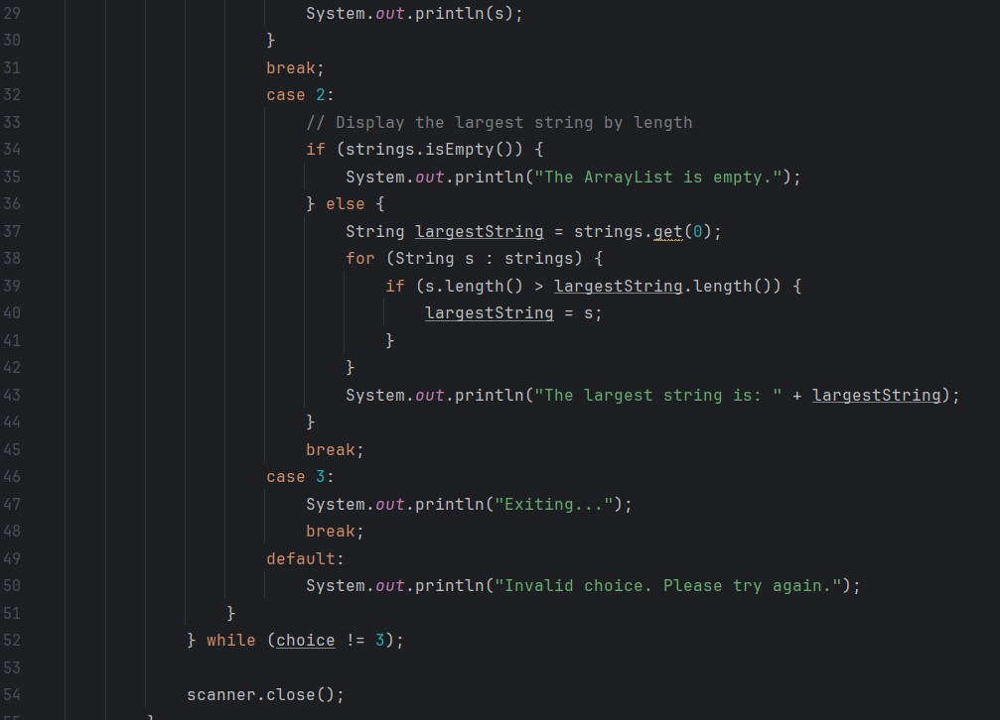 29                             System.out.println(s);
30                         }
31                         break;
32                         case 2:
33                             // Display the largest string by length
34                             if (strings.isEmpty()) {
35                                 System.out.println("The ArrayList is empty.");
36                             } else {
37                                 String largestString = strings.get(0);
38                                 for (String s : strings) {
39                                     if (s.length() > largestString.length()) {
40                                         largestString = s;
41                                     }
42                                 }
43                                 System.out.println("The largest string is: " + largestString);
44                             }
45                             break;
46                         case 3:
47                             System.out.println("Exiting...");
48                             break;
49                         default:
50                             System.out.println("Invalid choice. Please try again.");
51                     }
52                 } while (choice != 3);
53
54                 scanner.close();
55             }